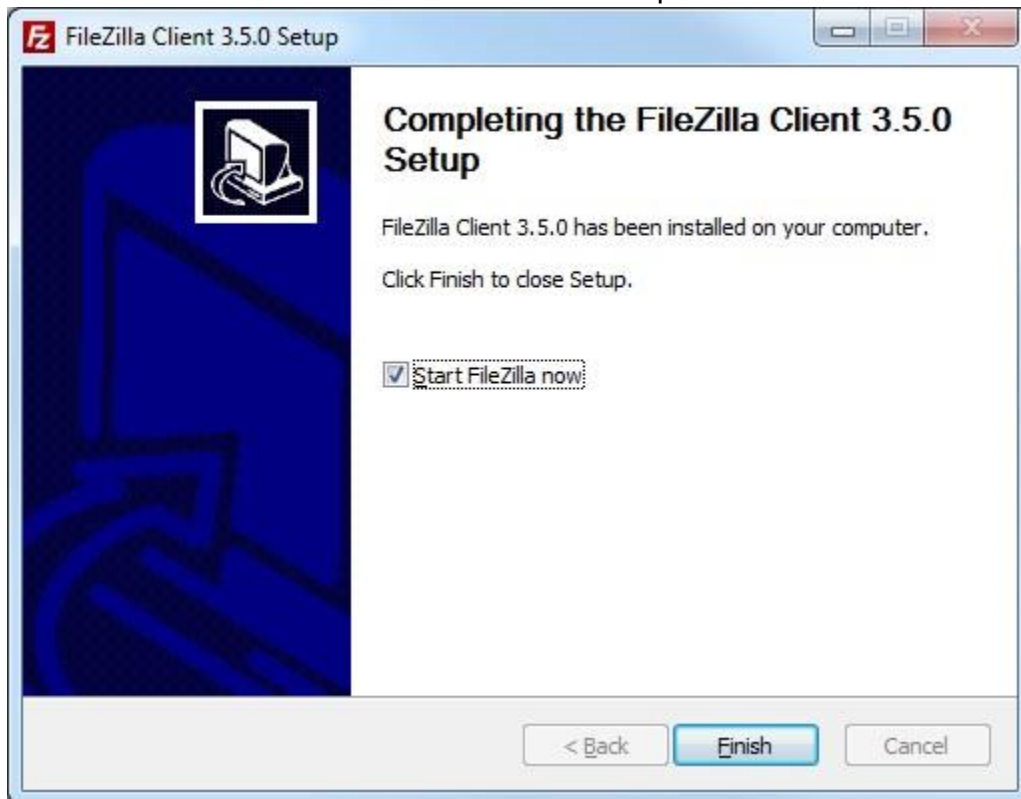 FileZilla Client 3.5.0 Setup
Completing the FileZilla Client 3.5.0
Setup
FileZilla Client 3.5.0 has been installed on your computer.
Click Finish to close Setup.
Start FileZilla now
< Back Finish Cancel